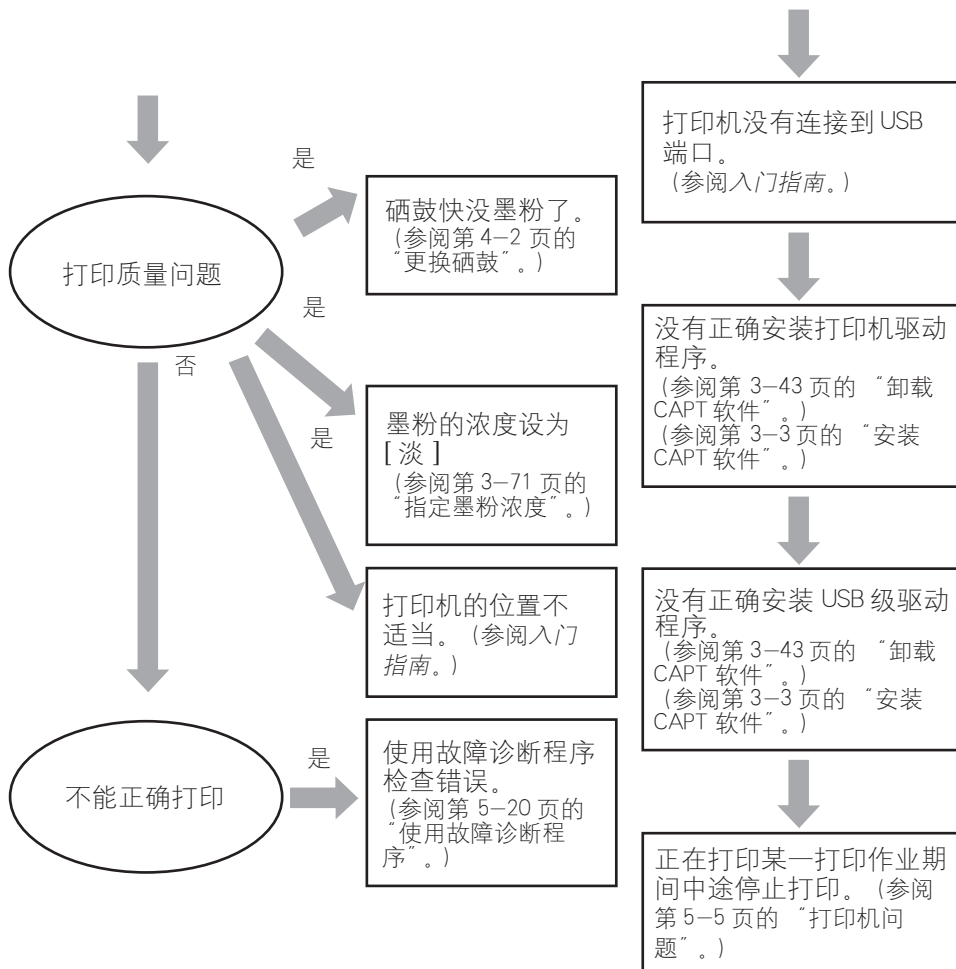 打印质量问题
是
硒鼓快没墨粉了。
(参阅第 4–2 页的
“更换硒鼓”。)
是
墨粉的浓度设为
[ 淡 ]
(参阅第 3–71 页的
“指定墨粉浓度”。)
是
打印机的位置不
适当。(参阅入门
指南。)
否
不能正确打印
是
使用故障诊断程序
检查错误。
(参阅第 5–20 页的
“使用故障诊断程
序”。)
打印机没有连接到 USB
端口。
(参阅入门指南。)
没有正确安装打印机驱动
程序。
(参阅第 3–43 页的 “卸载
CAPT 软件”。)
(参阅第 3–3 页的 “安装
CAPT 软件”。)
没有正确安装 USB 级驱动
程序。
(参阅第 3–43 页的 “卸载
CAPT 软件”。)
(参阅第 3–3 页的 “安装
CAPT 软件”。)
正在打印某一打印作业期
间中途停止打印。(参阅
第 5–5 页的 “打印机问
题”。)